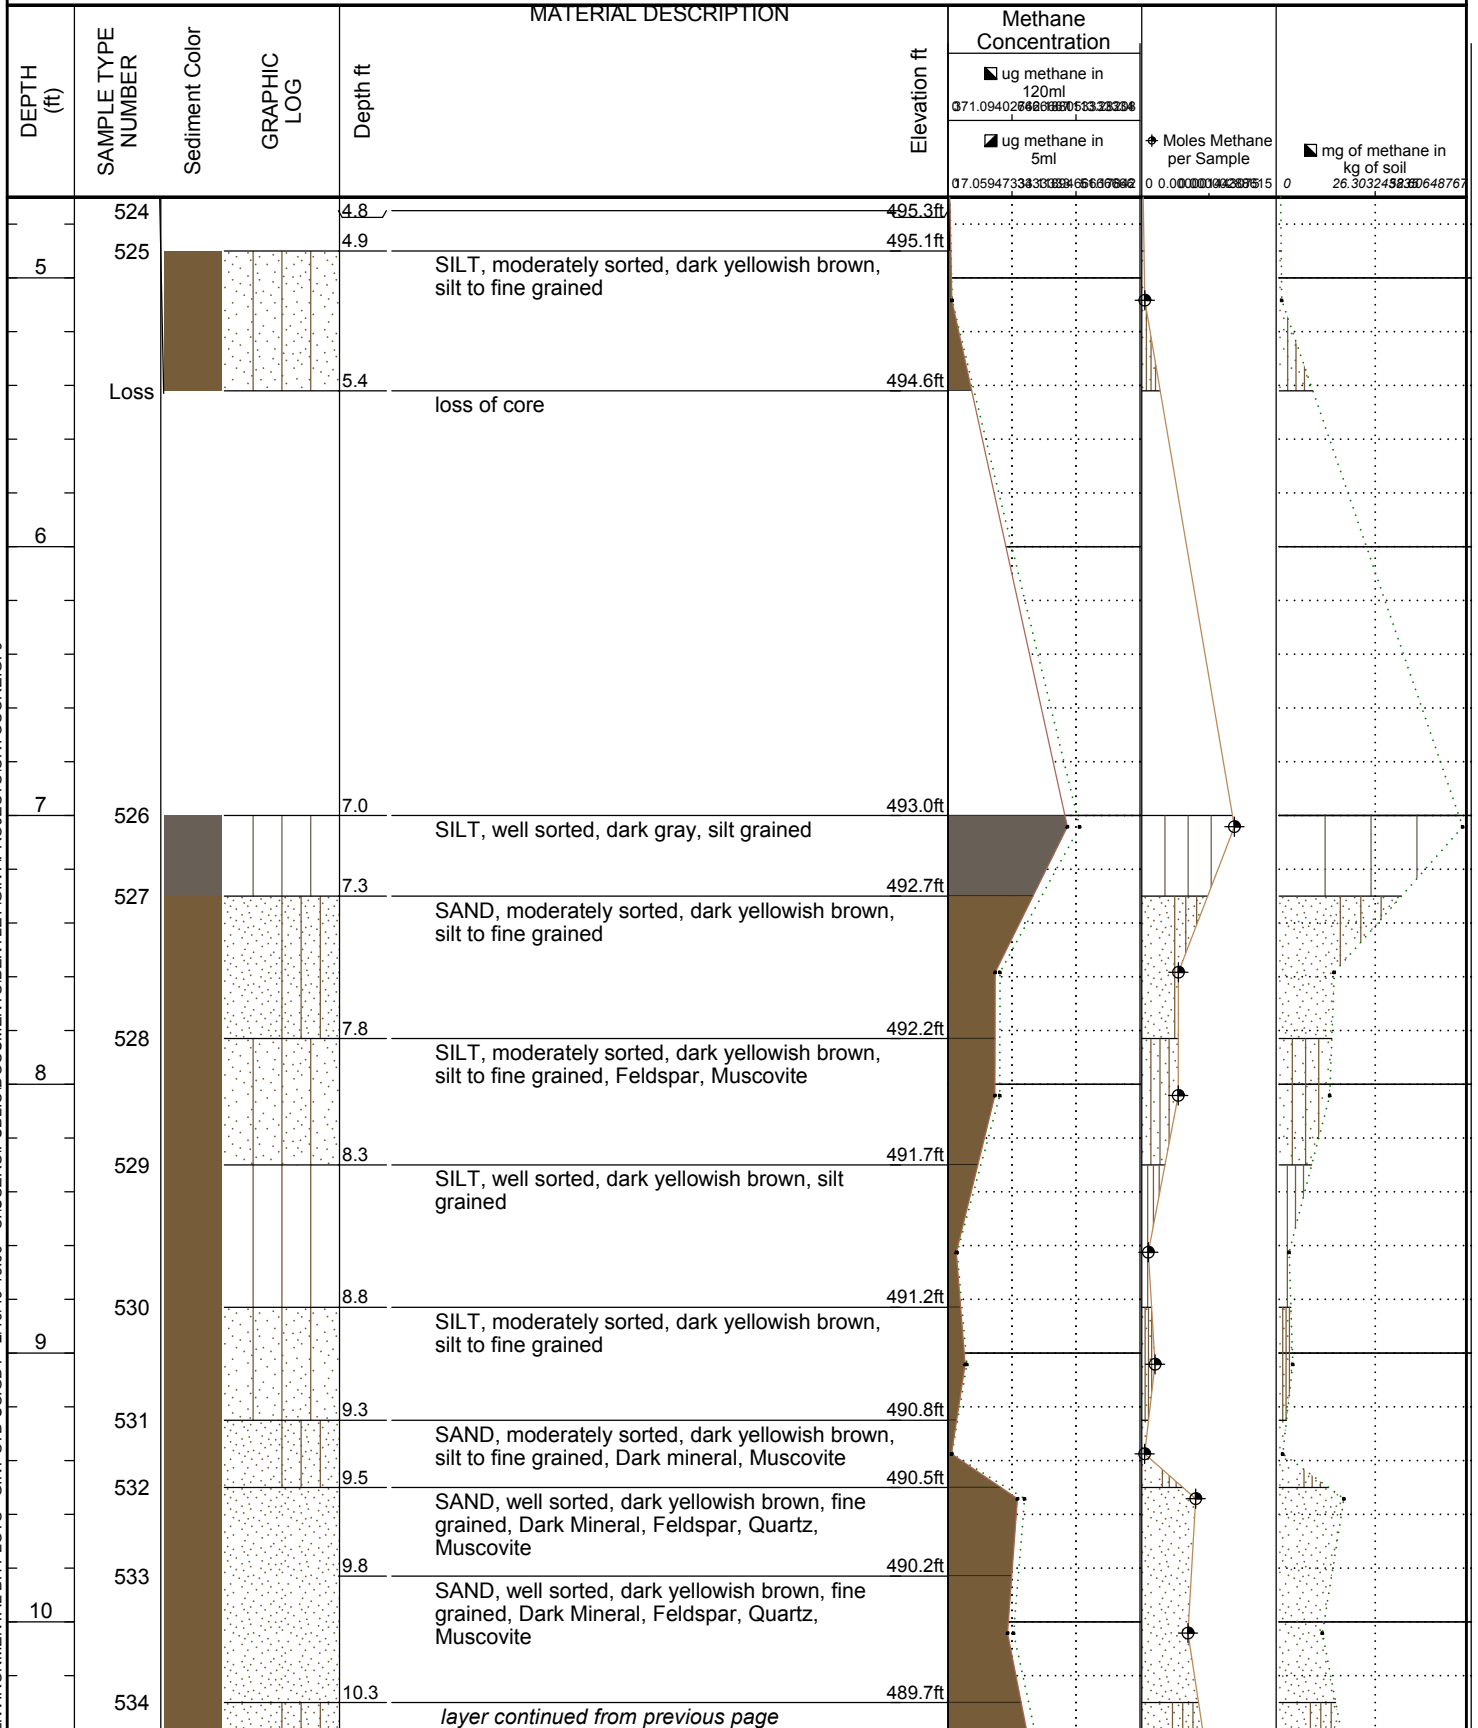 MATERIAL DESCRIPTION
DEPTH
(ft)
SAMPLE TYPE
NUMBER
Sediment Color
GRAPHIC
LOG
Depth ft
Elevation ft
Methane
Concentration
ug methane in
120ml
ug methane in
5ml
Moles Methane
per Sample
mg of methane in
kg of soil
0
524
4.8
495.3ft
525
4.9
495.1ft
SILT, moderately sorted, dark yellowish brown,
silt to fine grained
5
Loss
5.4
494.6ft
loss of core
6
7
526
7.0
493.0ft
SILT, well sorted, dark gray, silt grained
527
7.3
492.7ft
SAND, moderately sorted, dark yellowish brown,
silt to fine grained
528
7.8
492.2ft
SILT, moderately sorted, dark yellowish brown,
silt to fine grained, Feldspar, Muscovite
8
529
8.3
491.7ft
SILT, well sorted, dark yellowish brown, silt
grained
530
8.8
491.2ft
SILT, moderately sorted, dark yellowish brown,
silt to fine grained
9
531
9.3
490.8ft
SAND, moderately sorted, dark yellowish brown,
silt to fine grained, Dark mineral, Muscovite
532
9.5
490.5ft
SAND, well sorted, dark yellowish brown, fine
grained, Dark Mineral, Feldspar, Quartz,
Muscovite
533
9.8
490.2ft
SAND, well sorted, dark yellowish brown, fine
grained, Dark Mineral, Feldspar, Quartz,
Muscovite
10
534
10.3
489.7ft
layer continued from previous page